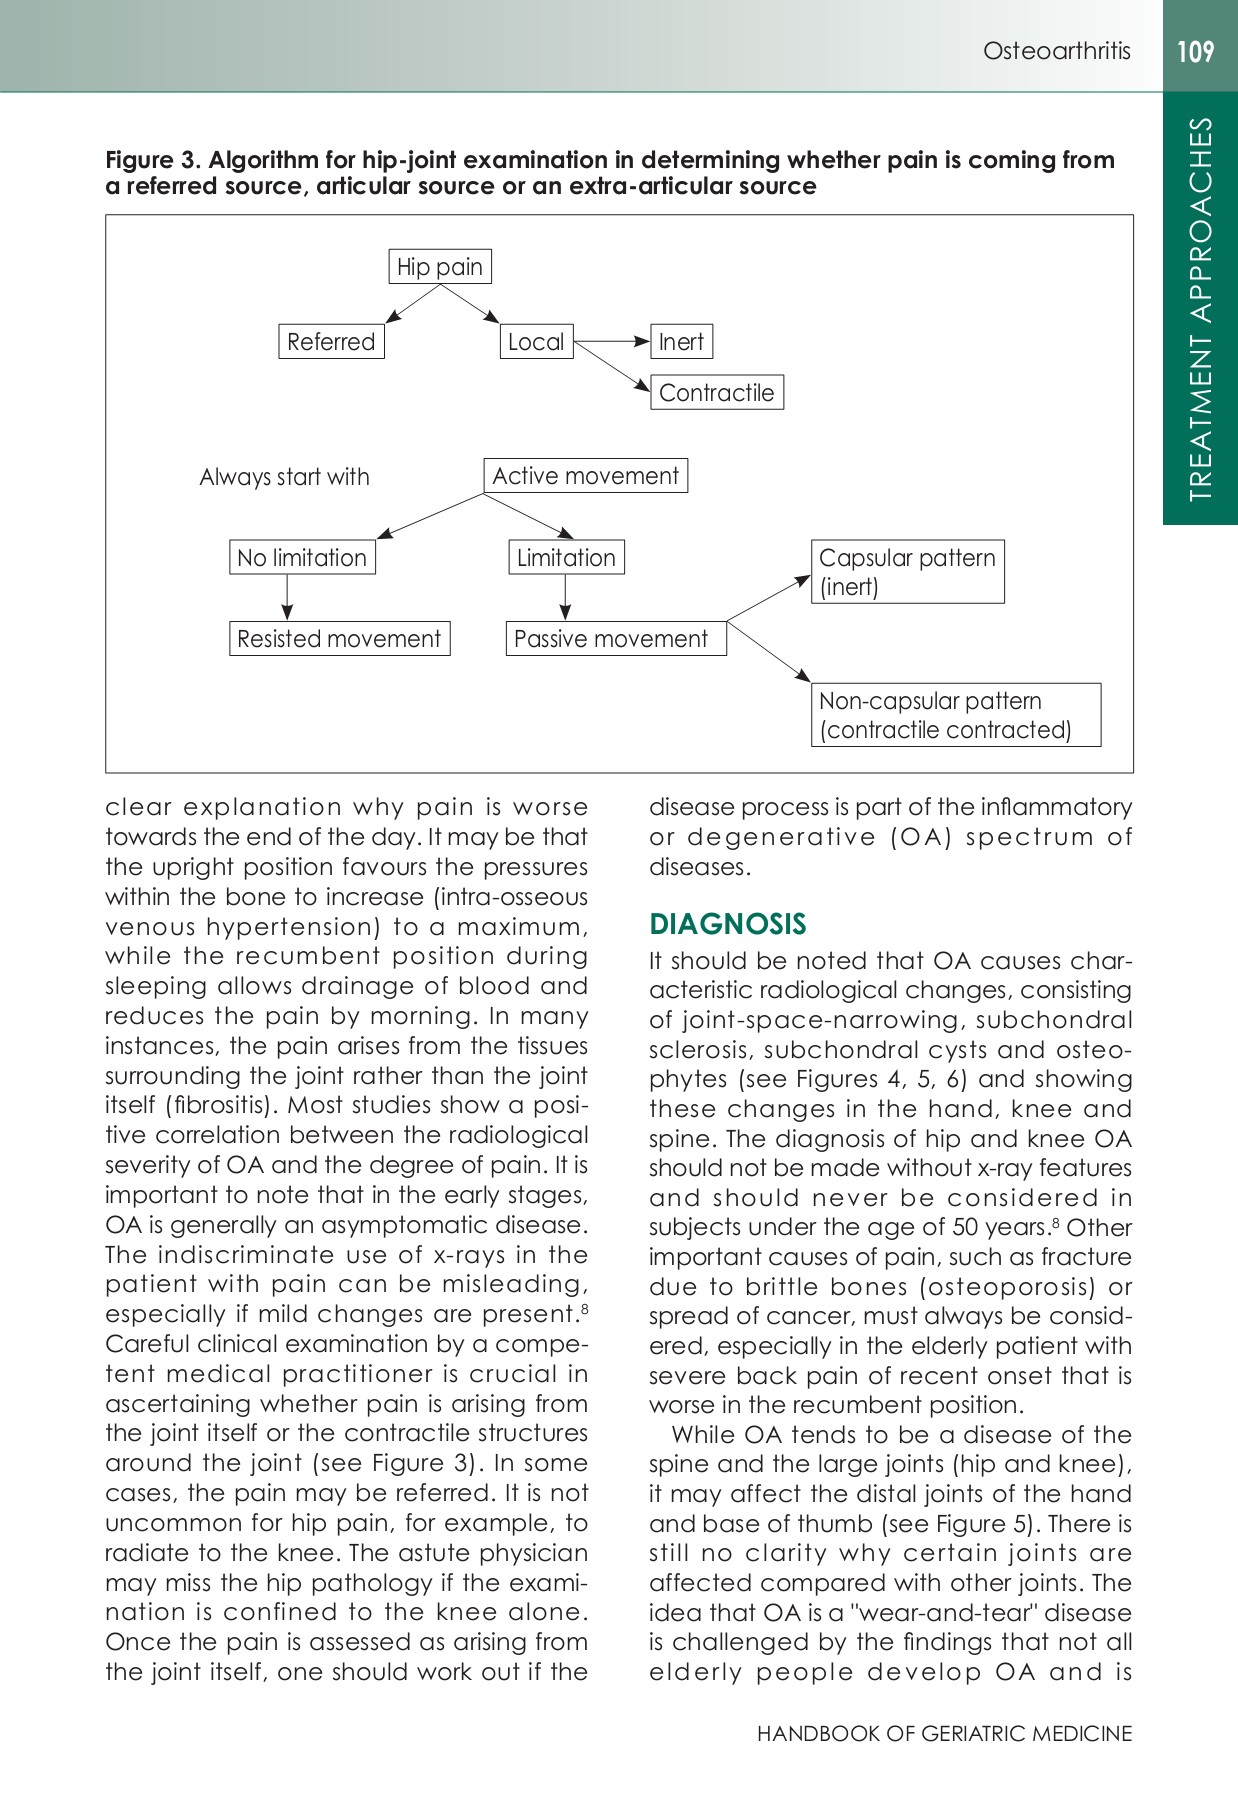 Osteoarthritis
109
TREATMENT APPROACHES
Figure 3. Algorithm for hip-joint examination in determining whether pain is coming from
a referred source, articular source or an extra-articular source
Hip pain
Referred
Local
Inert
Contractile
Always start with
Active movement
No limitation
Limitation
Capsular pattern
(inert)
Resisted movement
Passive movement
Non-capsular pattern
(contractile contracted)
clear explanation why pain is worse
towards the end of the day. It may be that
the upright position favours the pressures
within the bone to increase (intra-osseous
venous hypertension) to a maximum,
while the recumbent position during
sleeping allows drainage of blood and
reduces the pain by morning. In many
instances, the pain arises from the tissues
surrounding the joint rather than the joint
itself (fibrositis). Most studies show a posi-
tive correlation between the radiological
severity of OA and the degree of pain. It is
important to note that in the early stages,
OA is generally an asymptomatic disease.
The indiscriminate use of x-rays in the
patient with pain can be misleading,
especially if mild changes are present.⁸
Careful clinical examination by a compe-
tent medical practitioner is crucial in
ascertaining whether pain is arising from
the joint itself or the contractile structures
around the joint (see Figure 3). In some
cases, the pain may be referred. It is not
uncommon for hip pain, for example, to
radiate to the knee. The astute physician
may miss the hip pathology if the exami-
nation is confined to the knee alone.
Once the pain is assessed as arising from
the joint itself, one should work out if the
disease process is part of the inflammatory
or degenerative (OA) spectrum of
diseases.
DIAGNOSIS
It should be noted that OA causes char-
acteristic radiological changes, consisting
of joint-space-narrowing, subchondral
sclerosis, subchondral cysts and osteo-
phytes (see Figures 4, 5, 6) and showing
these changes in the hand, knee and
spine. The diagnosis of hip and knee OA
should not be made without x-ray features
and should never be considered in
subjects under the age of 50 years.⁸ Other
important causes of pain, such as fracture
due to brittle bones (osteoporosis) or
spread of cancer, must always be consid-
ered, especially in the elderly patient with
severe back pain of recent onset that is
worse in the recumbent position.
While OA tends to be a disease of the
spine and the large joints (hip and knee),
it may affect the distal joints of the hand
and base of thumb (see Figure 5). There is
still no clarity why certain joints are
affected compared with other joints. The
idea that OA is a "wear-and-tear" disease
is challenged by the findings that not all
elderly people develop OA and is
HANDBOOK OF GERIATRIC MEDICINE